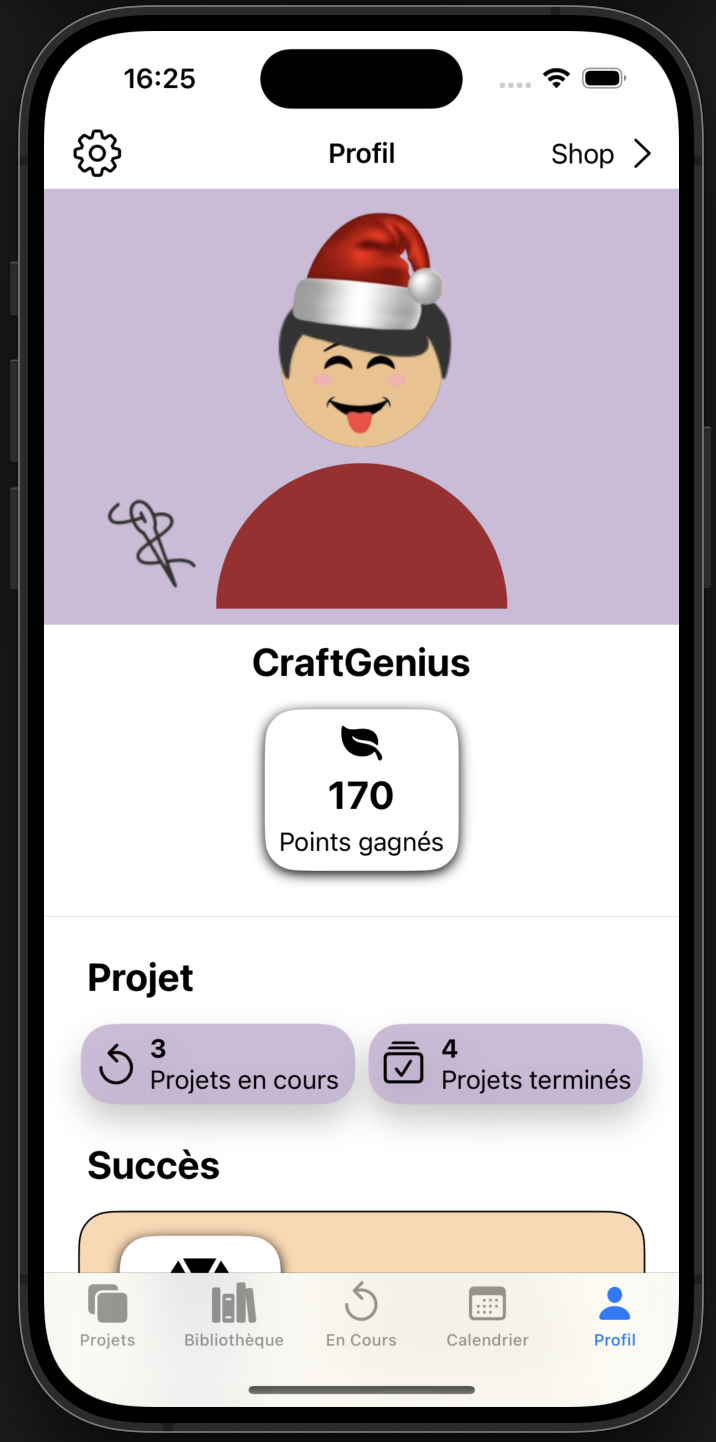 16:25
Profil
Shop
CraftGenius
170
Points gagnés
Projet
3
Projets en cours
4
Projets terminés
Succès
Projets
Bibliothèque
En Cours
Calendrier
Profil